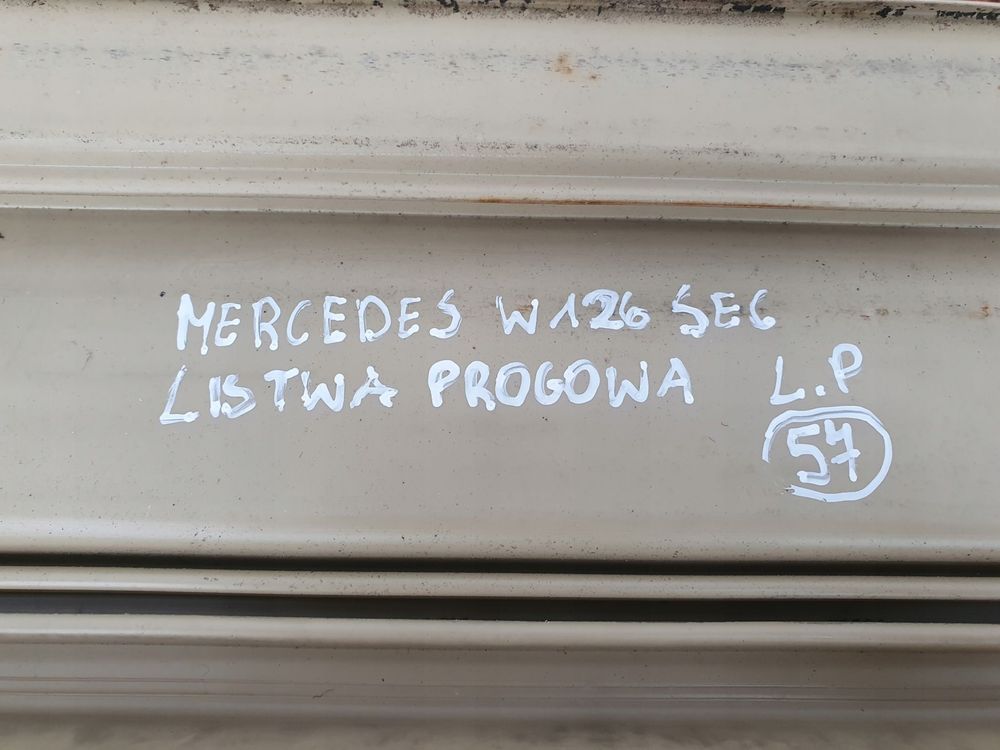 MERCEDES W126 SEC
LISTWA PROGOWA L.P
57